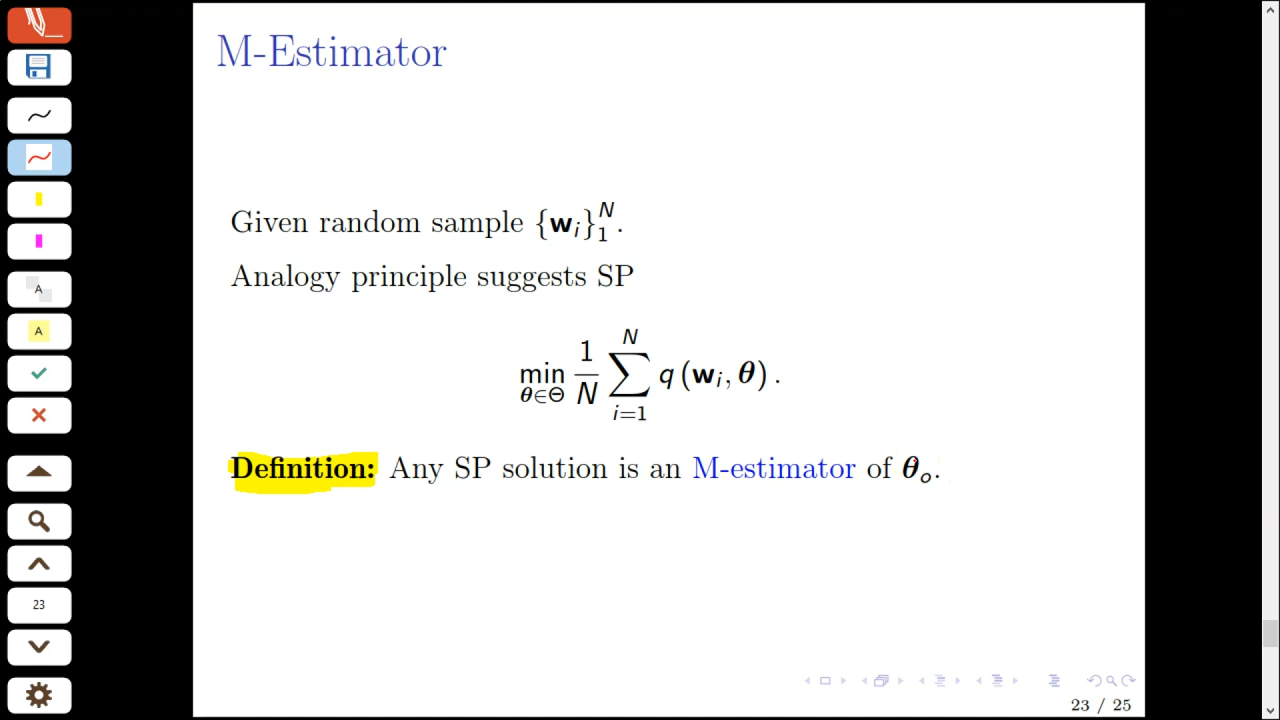 M-Estimator
Given random sample {w_i}_1^N.
Analogy principle suggests SP
min_{θ∈Θ} 1/N ∑_{i=1}^N q (w_i, θ) .
Definition: Any SP solution is an M-estimator of θ_o.
A
A
23
23 / 25